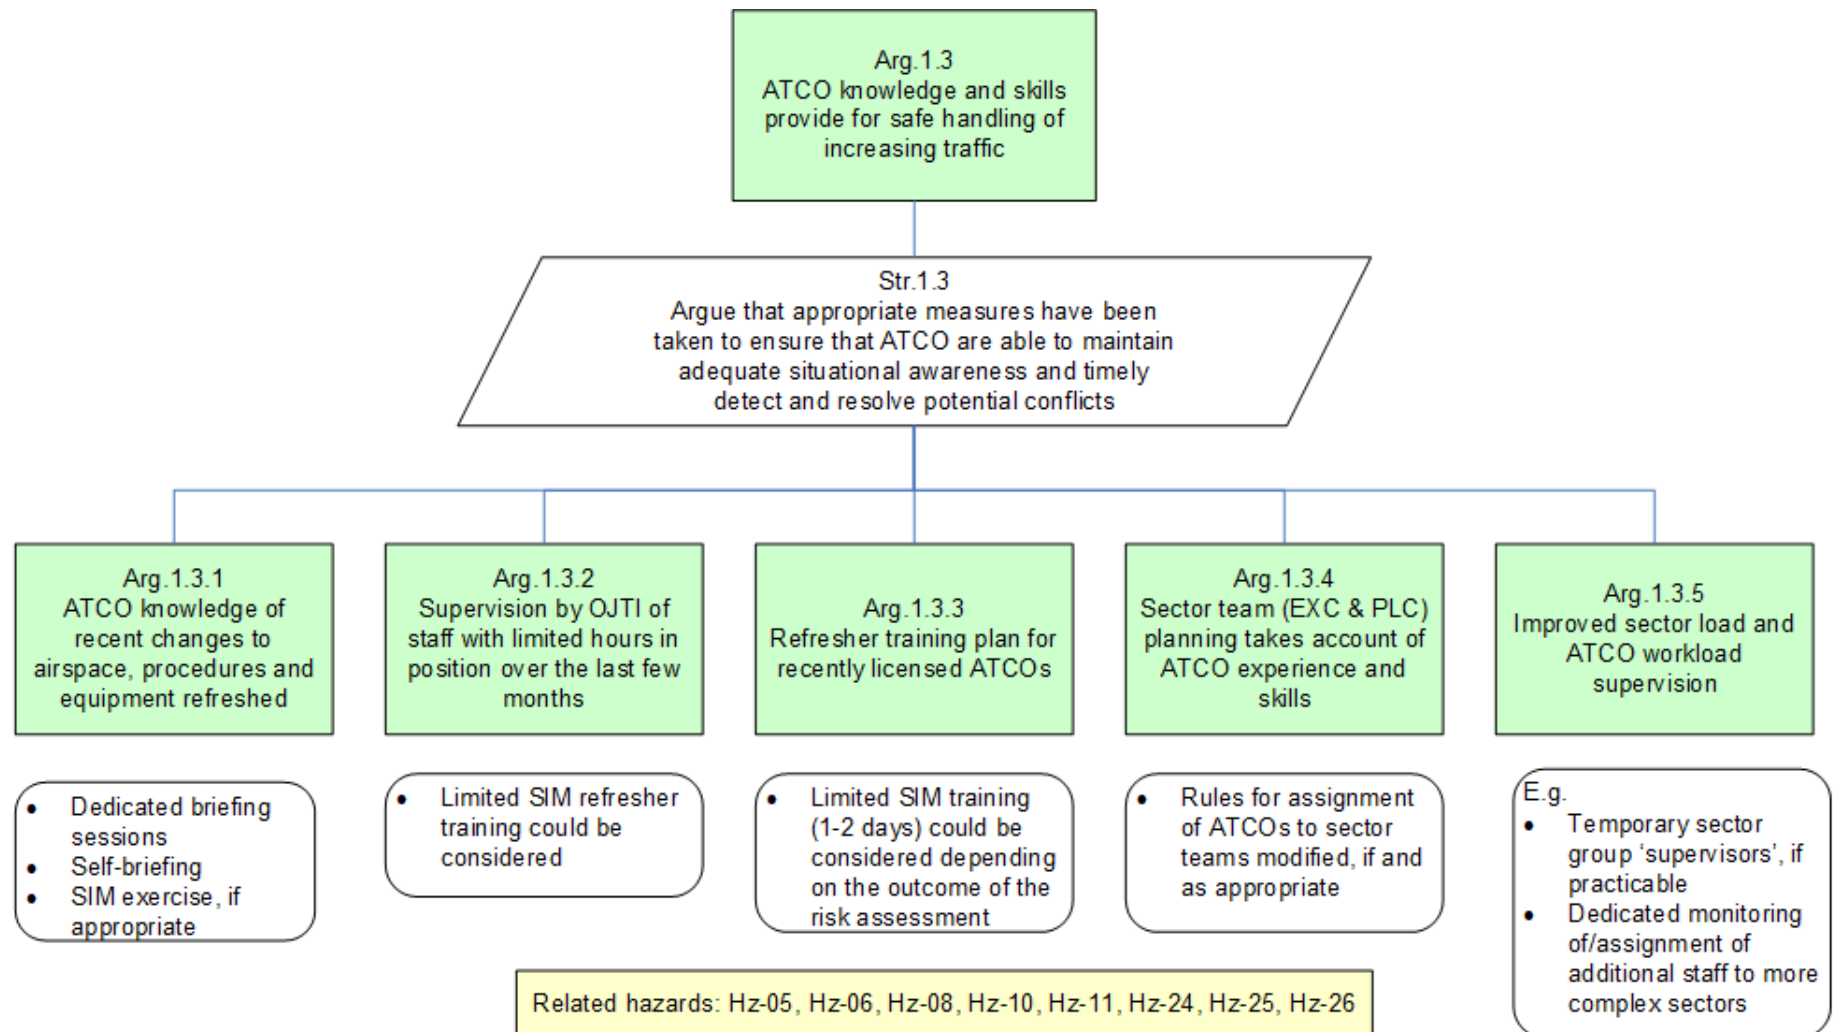 Arg.1.3
ATCO knowledge and skills
provide for safe handling of
increasing traffic
Str.1.3
Argue that appropriate measures have been
taken to ensure that ATCO are able to maintain
adequate situational awareness and timely
detect and resolve potential conflicts
Arg.1.3.1
ATCO knowledge of
recent changes to
airspace, procedures and
equipment refreshed
Arg.1.3.2
Supervision by OJTI of
staff with limited hours in
position over the last few
months
Arg.1.3.3
Refresher training plan for
recently licensed ATCOs
Arg.1.3.4
Sector team (EXC & PLC)
planning takes account of
ATCO experience and
skills
Arg.1.3.5
Improved sector load and
ATCO workload
supervision
• Dedicated briefing
sessions
• Self-briefing
• SIM exercise, if
appropriate
• Limited SIM refresher
training could be
considered
• Limited SIM training
(1-2 days) could be
considered depending
on the outcome of the
risk assessment
• Rules for assignment
of ATCOs to sector
teams modified, if and
as appropriate
E.g.
• Temporary sector
group ‘supervisors’, if
practicable
• Dedicated monitoring
of/assignment of
additional staff to more
complex sectors
Related hazards: Hz-05, Hz-06, Hz-08, Hz-10, Hz-11, Hz-24, Hz-25, Hz-26